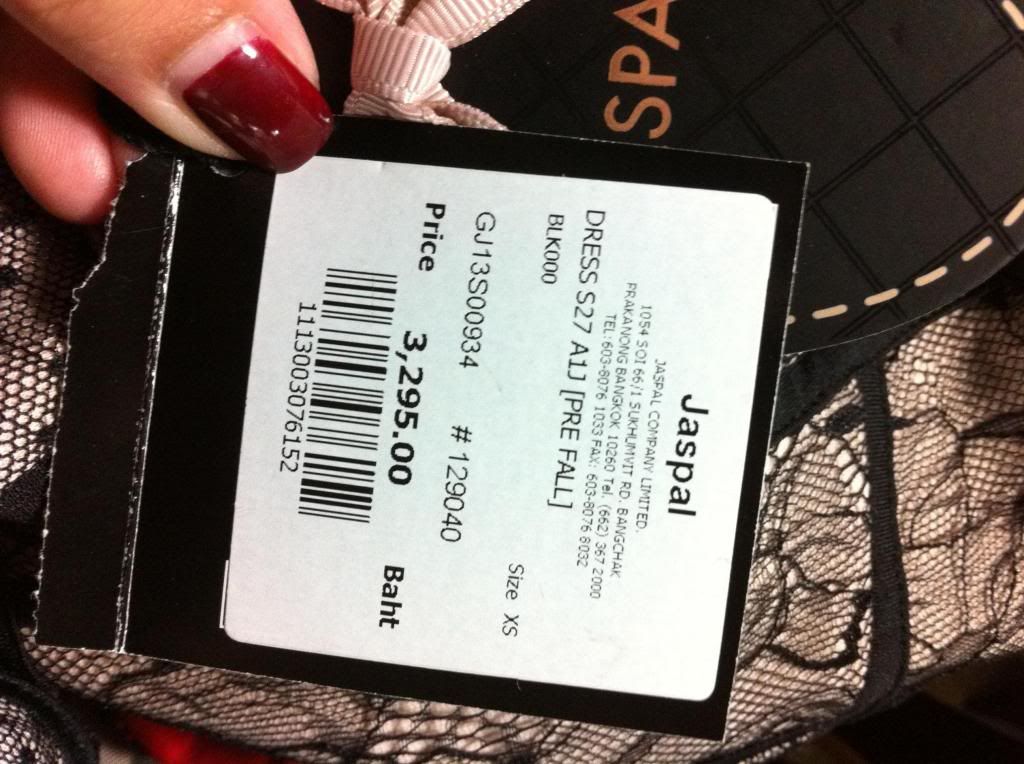 SPA
Jaspal
JASPAL COMPANY LIMITED.
1054 SOI 66/1 SUKHUMVIT RD. BANGCHAK
PRAKANONG BANGKOK 10260 Tel. (662) 367 2000
TEL:603-8076 1033 FAX: 603-8076 8032
DRESS S27 A1J [PRE FALL]
BLK000 Size XS
GJ13S00934 # 129040
Price 3,295.00 Baht
1113003076152